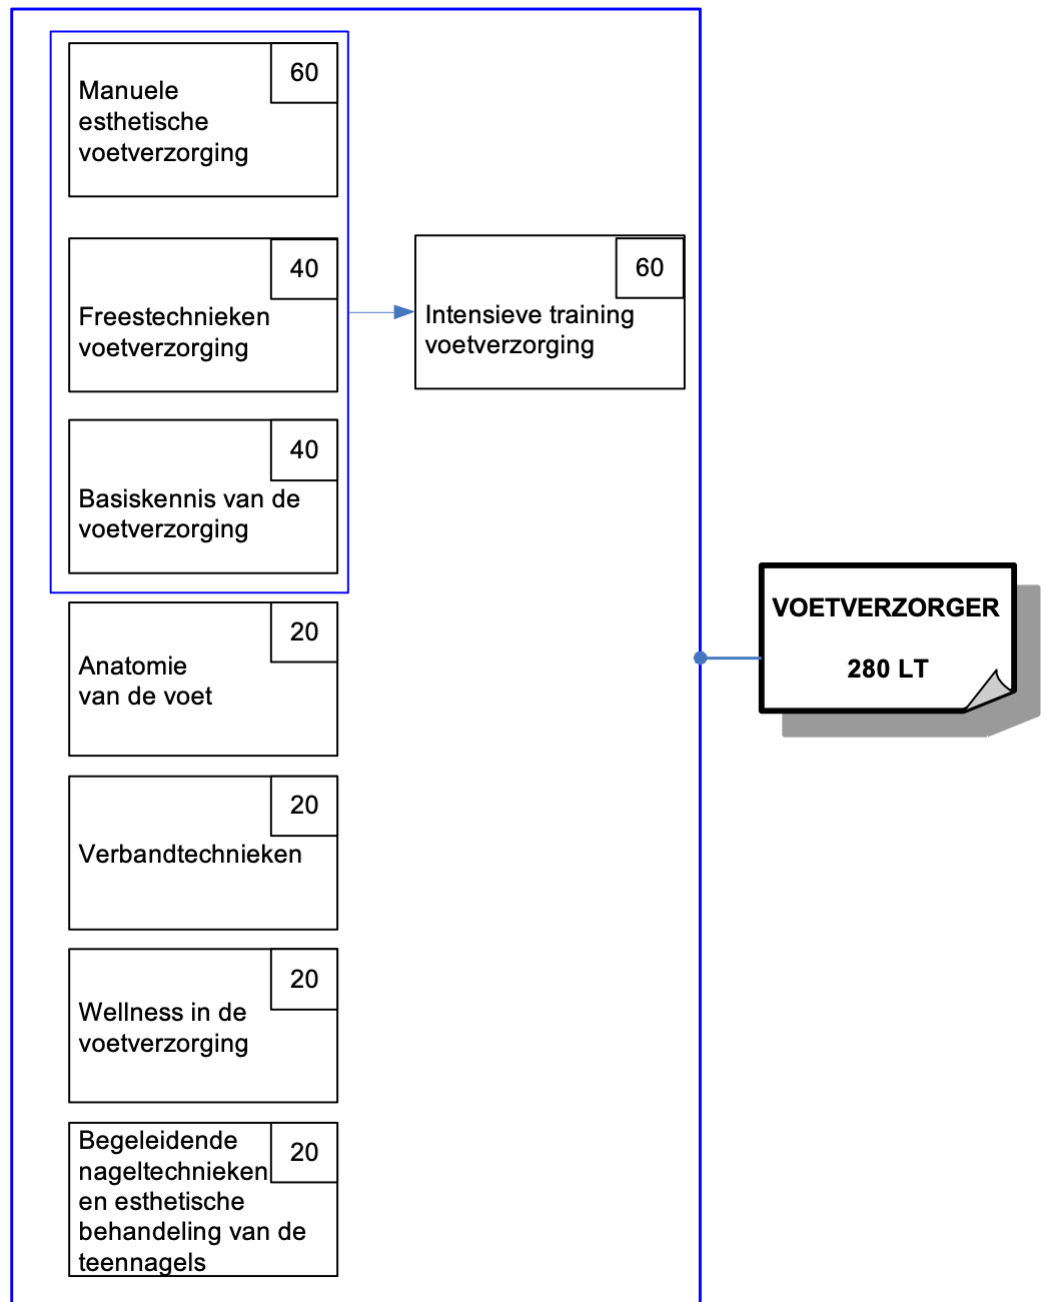 60
Manuele
esthetische
voetverzorging
40
Freestechnieken
voetverzorging
60
Intensieve training
voetverzorging
40
Basiskennis van de
voetverzorging
20
Anatomie
van de voet
VOETVERZORGER
280 LT
20
Verbandtechnieken
20
Wellness in de
voetverzorging
20
Begeleidende
nageltechnieken
en esthetische
behandeling van de
teennagels